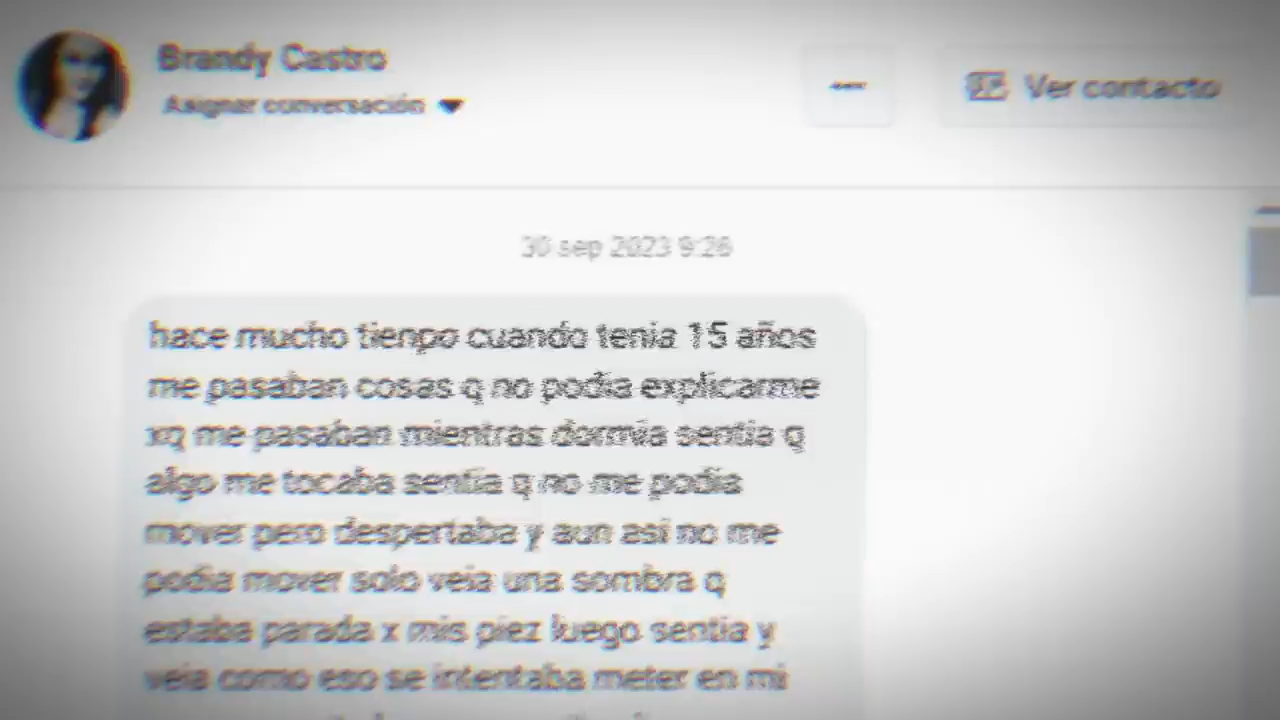 Brandy Castro
Asignar conversación
Ver contacto
30 sep 2023 9:26
hace mucho tienpo cuando tenia 15 años
me pasaban cosas q no podia explicarme
xq me pasaban mientras dormia sentia q
algo me tocaba sentia q no me podia
mover pero despertaba y aun asi no me
podia mover solo veia una sombra q
estaba parada x mis piez luego sentia y
veia como eso se intentaba meter en mi